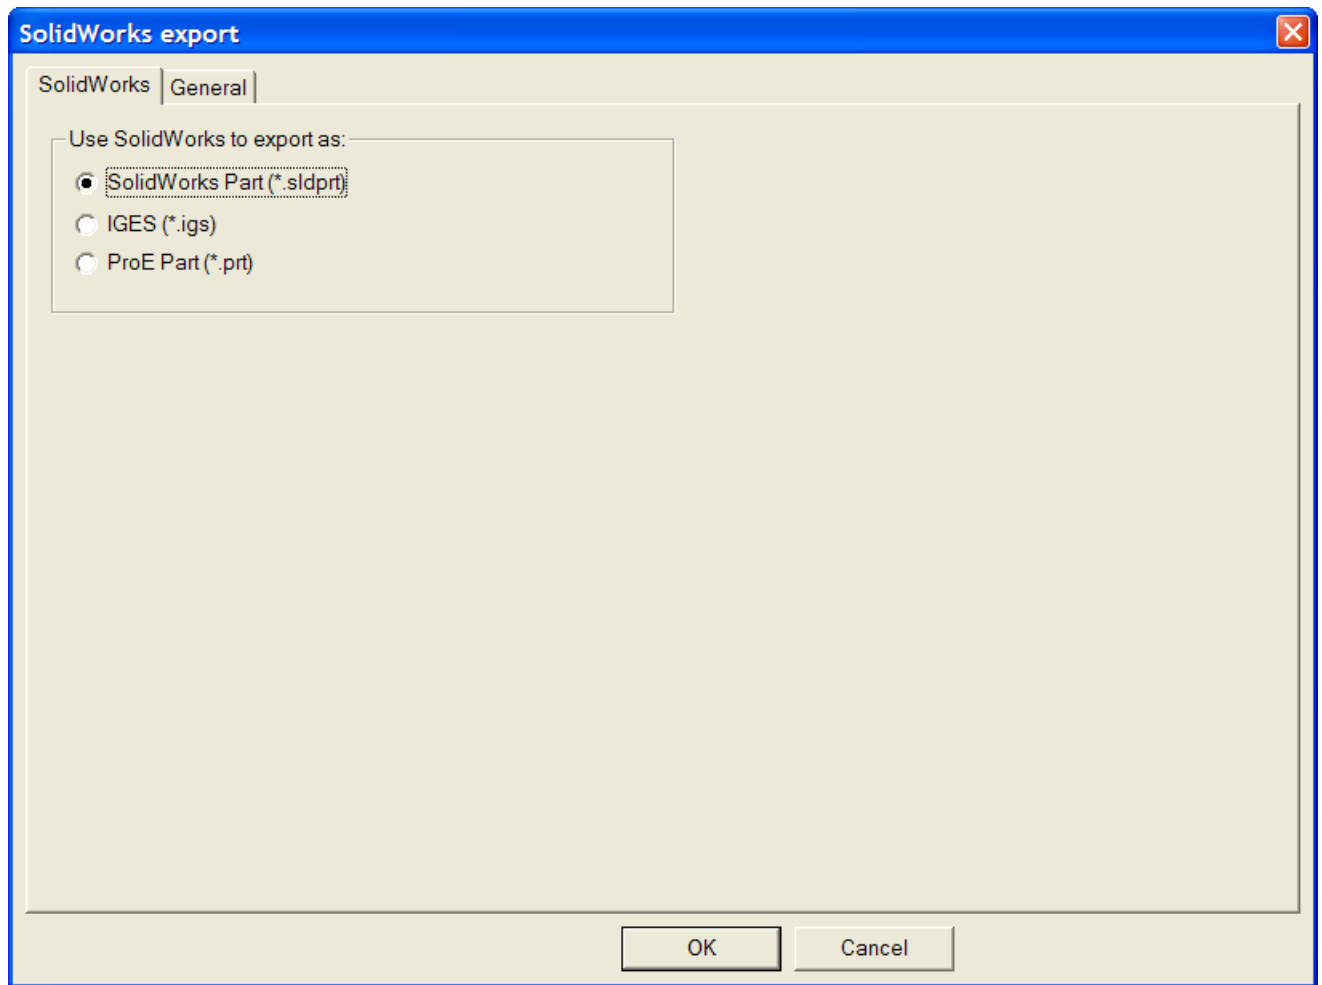 SolidWorks export
SolidWorks General
Use SolidWorks to export as:
SolidWorks Part (*.sldprt)
IGES (*.igs)
ProE Part (*.prt)
OK Cancel